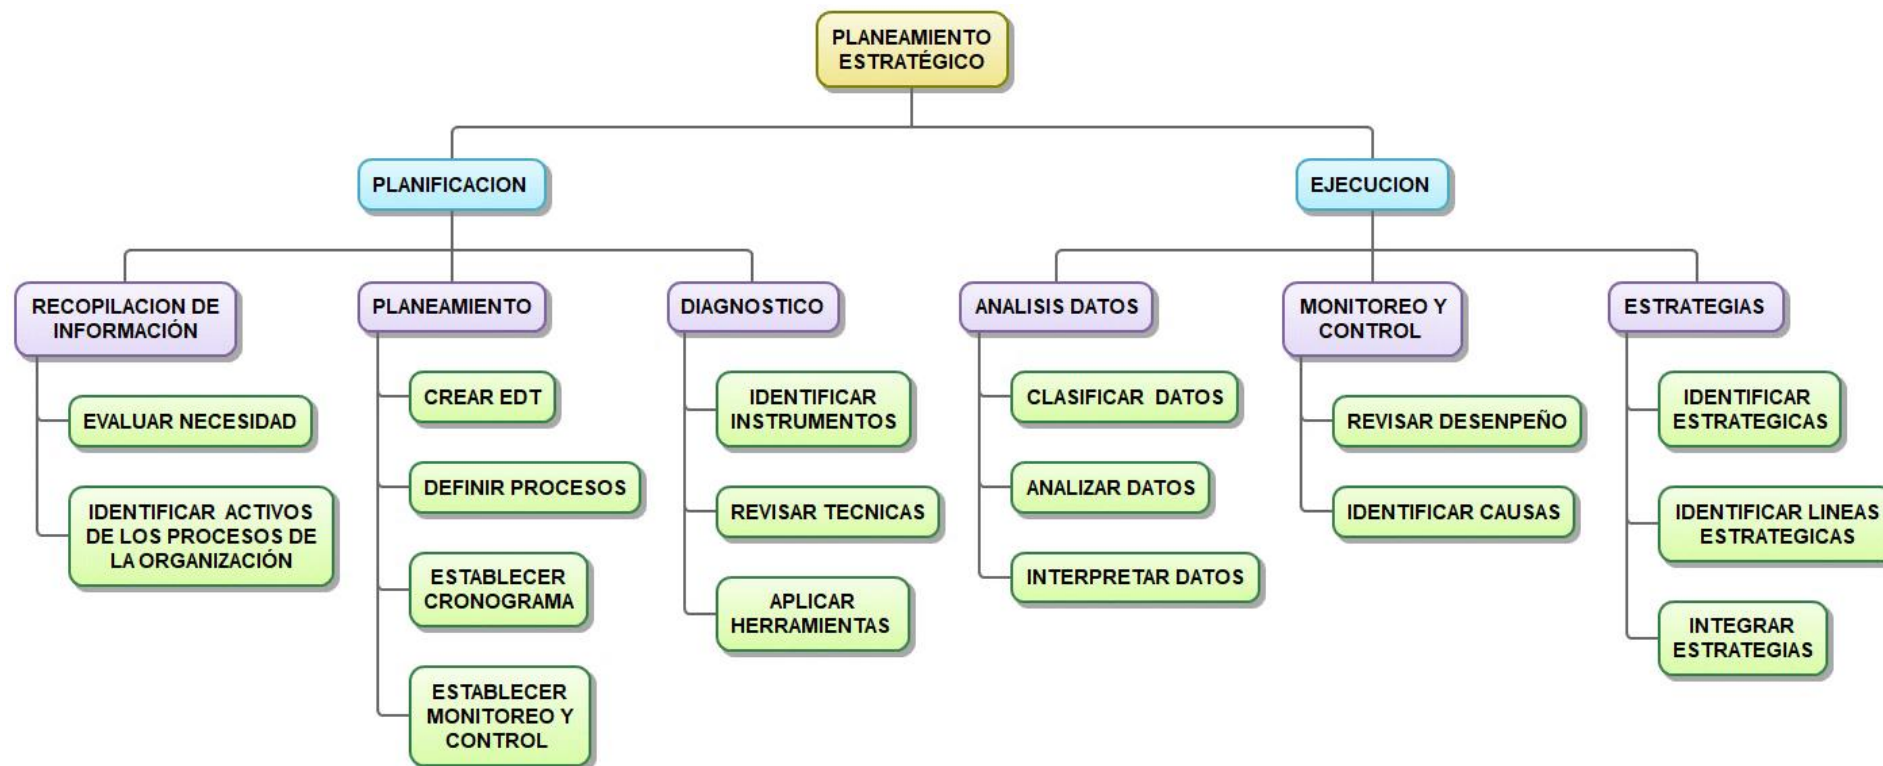 PLANEAMIENTO
ESTRATÉGICO
PLANIFICACION
EJECUCION
RECOPILACION DE
INFORMACIÓN
PLANEAMIENTO
DIAGNOSTICO
ANALISIS DATOS
MONITOREO Y
CONTROL
ESTRATEGIAS
EVALUAR NECESIDAD
IDENTIFICAR ACTIVOS
DE LOS PROCESOS DE
LA ORGANIZACIÓN
CREAR EDT
DEFINIR PROCESOS
ESTABLECER
CRONOGRAMA
ESTABLECER
MONITOREO Y
CONTROL
IDENTIFICAR
INSTRUMENTOS
REVISAR TECNICAS
APLICAR
HERRAMIENTAS
CLASIFICAR DATOS
ANALIZAR DATOS
INTERPRETAR DATOS
REVISAR DESENPEÑO
IDENTIFICAR CAUSAS
IDENTIFICAR
ESTRATEGICAS
IDENTIFICAR LINEAS
ESTRATEGICAS
INTEGRAR
ESTRATEGIAS